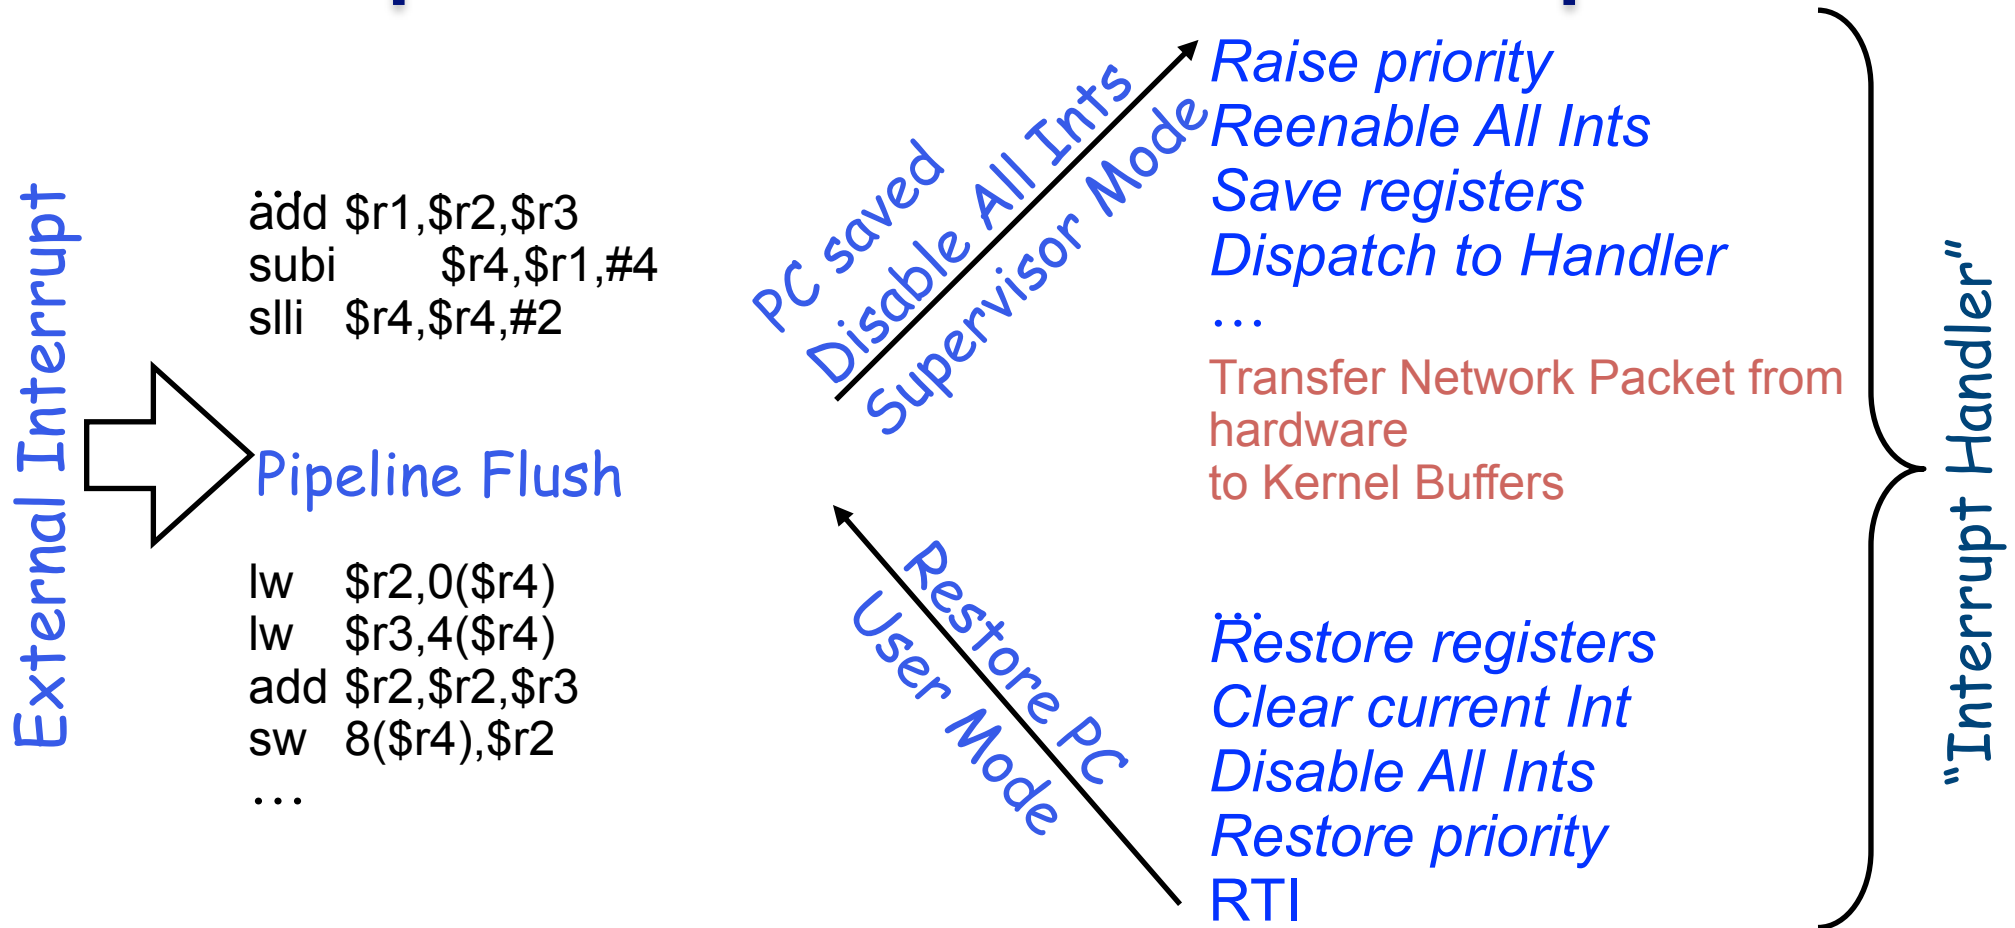 External Interrupt
…
add $r1,$r2,$r3
subi $r4,$r1,#4
slli $r4,$r4,#2
Pipeline Flush
lw $r2,0($r4)
lw $r3,4($r4)
add $r2,$r2,$r3
sw 8($r4),$r2
…
PC saved
Disable All Ints
Supervisor Mode
Restore PC
User Mode
Raise priority
Reenable All Ints
Save registers
Dispatch to Handler
…
Transfer Network Packet from
hardware
to Kernel Buffers
…
Restore registers
Clear current Int
Disable All Ints
Restore priority
RTI
"Interrupt Handler"